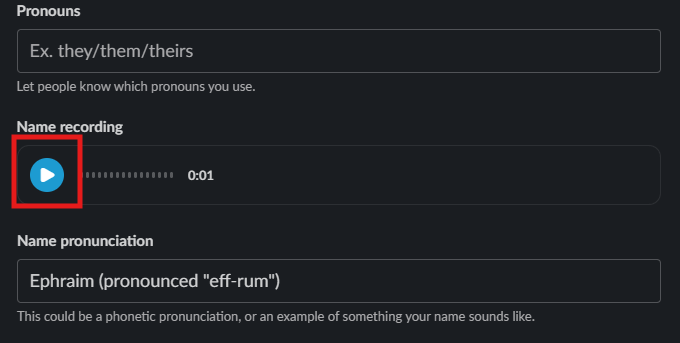 Pronouns
Ex. they/them/theirs
Let people know which pronouns you use.
Name recording
0:01
Name pronunciation
Ephraim (pronounced "eff-rum")
This could be a phonetic pronunciation, or an example of something your name sounds like.